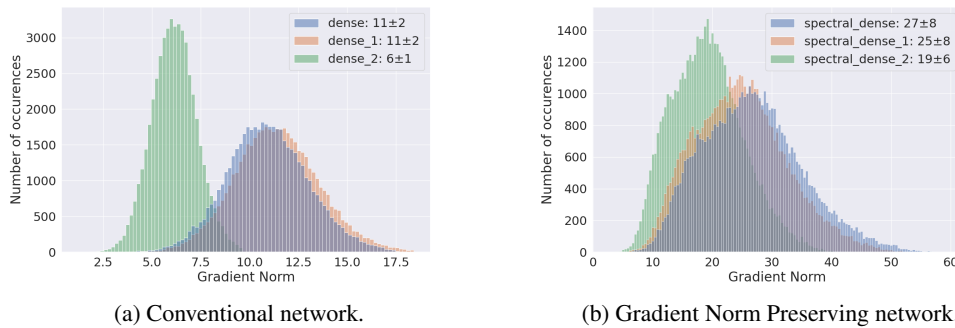 dense: 11±2
dense_1: 11±2
dense_2: 6±1
Number of occurences
3000
2500
2000
1500
1000
500
0
2.5 5.0 7.5 10.0 12.5 15.0 17.5
Gradient Norm
(a) Conventional network.
spectral_dense: 27±8
spectral_dense_1: 25±8
spectral_dense_2: 19±6
Number of occurences
1400
1200
1000
800
600
400
200
0
0 10 20 30 40 50 60
Gradient Norm
(b) Gradient Norm Preserving network